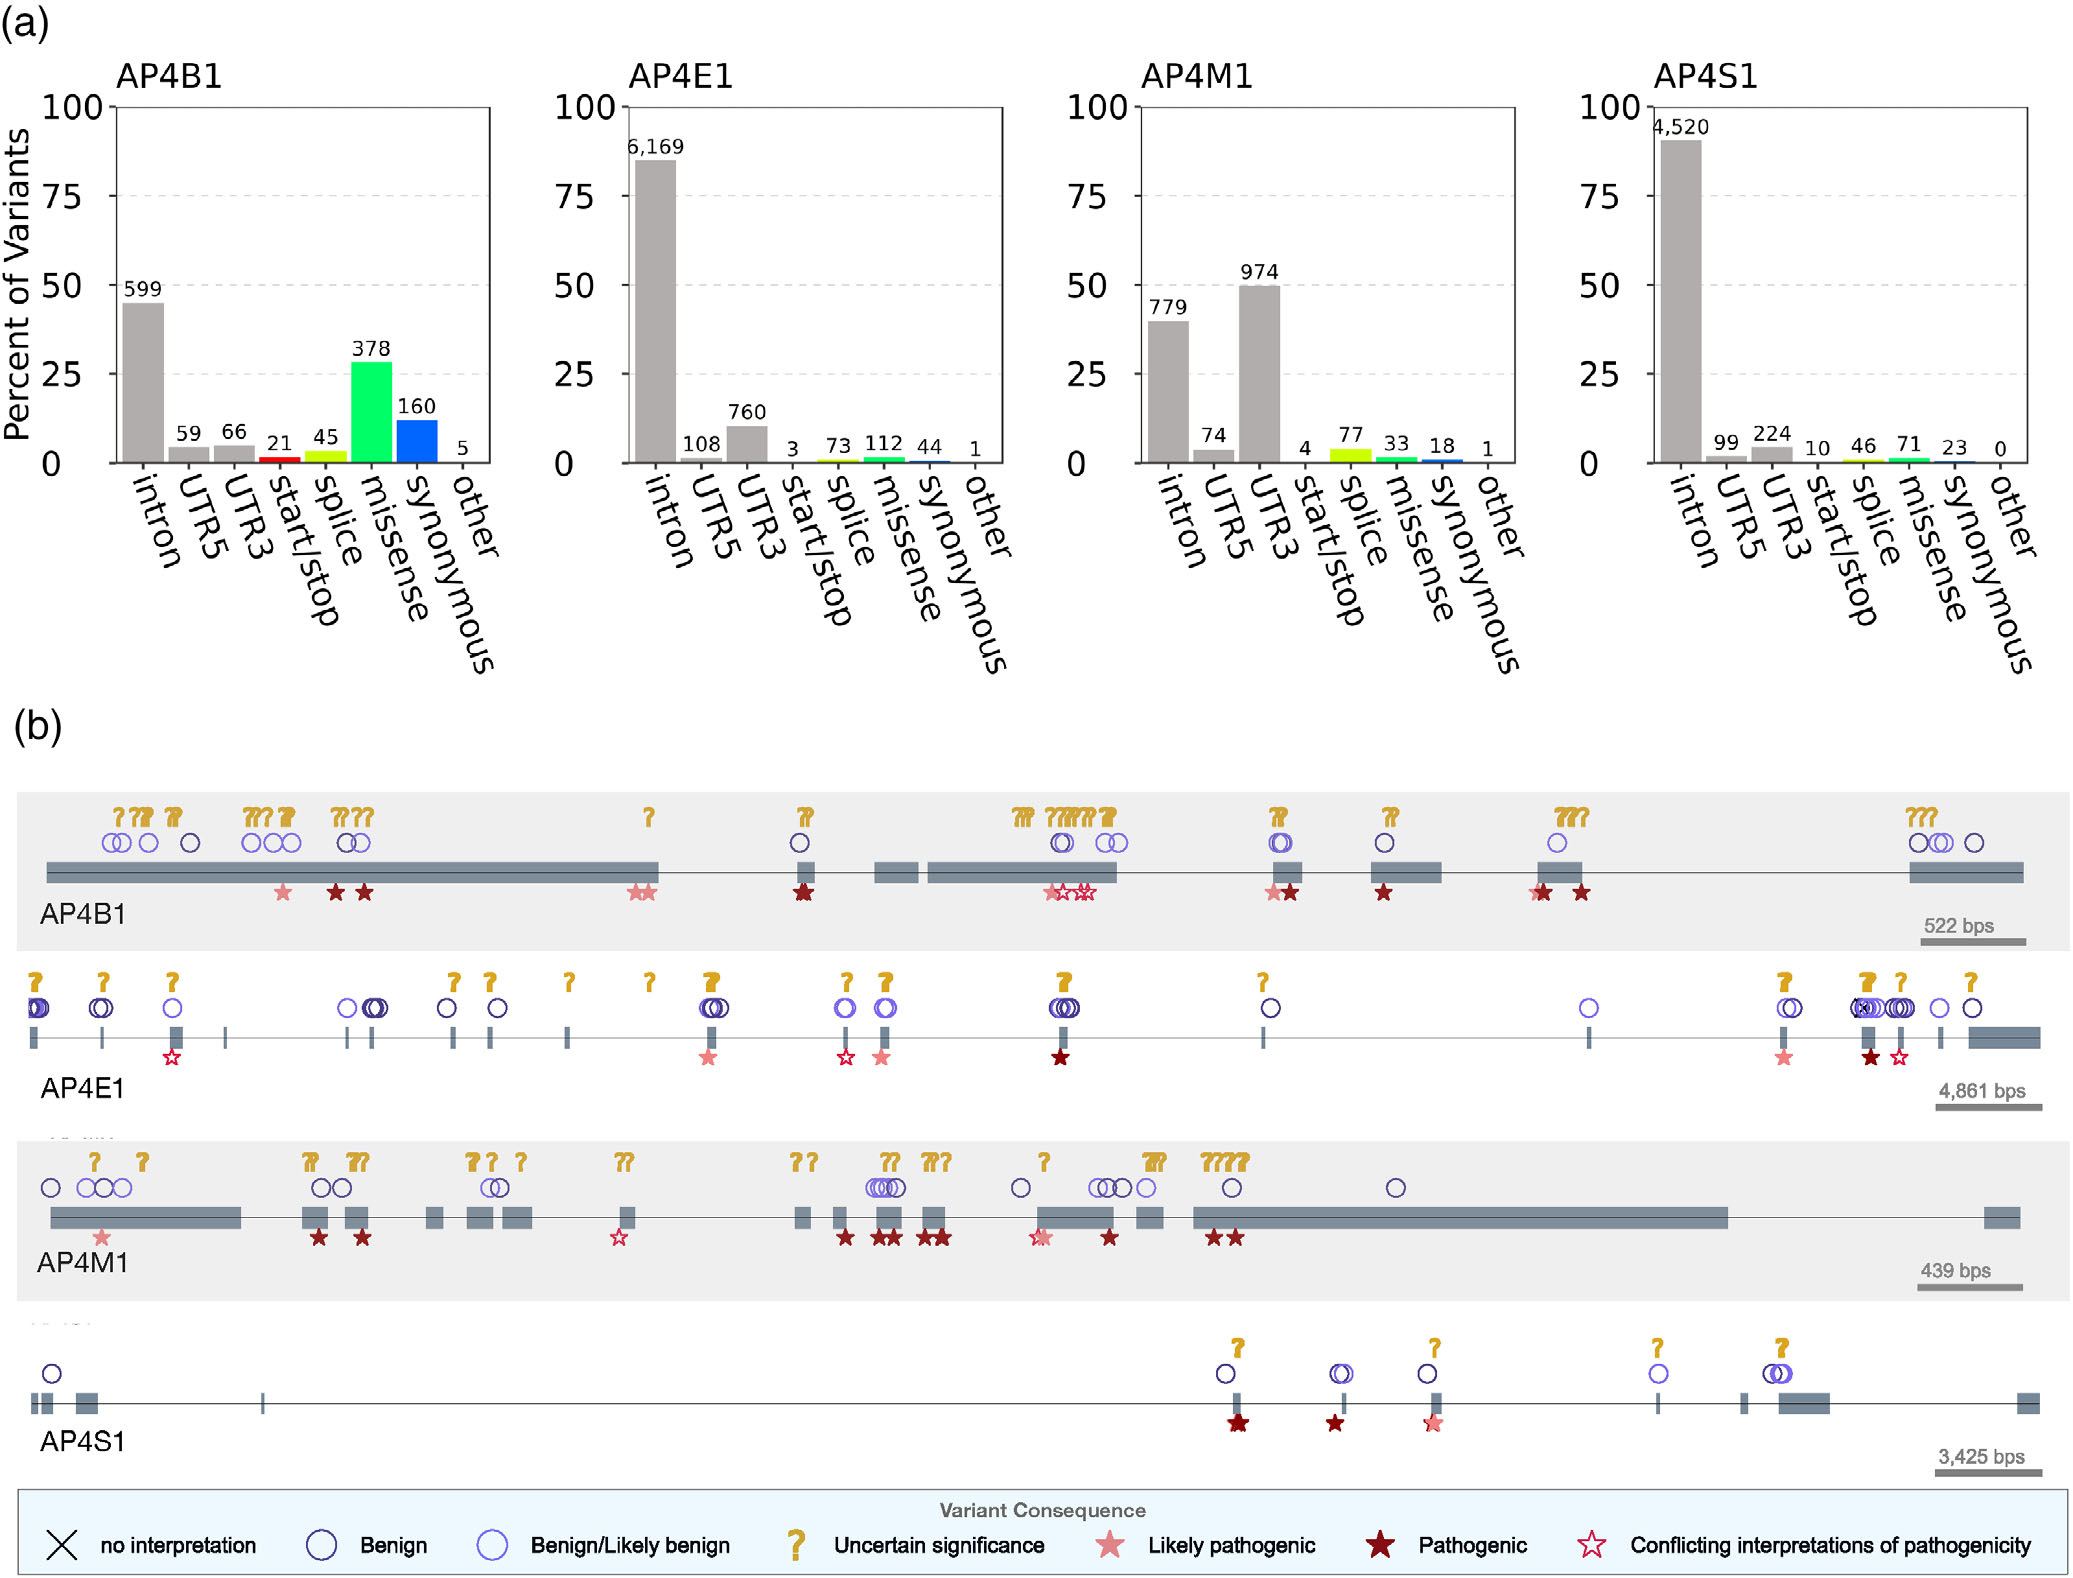 (a)
AP4B1
AP4E1
AP4M1
AP4S1
Percent of Variants
100
75
50
25
0
599
59
66
21
45
378
160
5
intron
UTR5
UTR3
start/stop
splice
missense
synonymous
other
100
75
50
25
0
6,169
108
760
3
73
112
44
1
intron
UTR5
UTR3
start/stop
splice
missense
synonymous
other
100
75
50
25
0
779
74
974
4
77
33
18
1
intron
UTR5
UTR3
start/stop
splice
missense
synonymous
other
100
75
50
25
0
4,520
99
224
10
46
71
23
0
intron
UTR5
UTR3
start/stop
splice
missense
synonymous
other
(b)
AP4B1
522 bps
AP4E1
4,861 bps
AP4M1
439 bps
AP4S1
3,425 bps
Variant Consequence
no interpretation
Benign
Benign/Likely benign
? Uncertain significance
Likely pathogenic
Pathogenic
Conflicting interpretations of pathogenicity